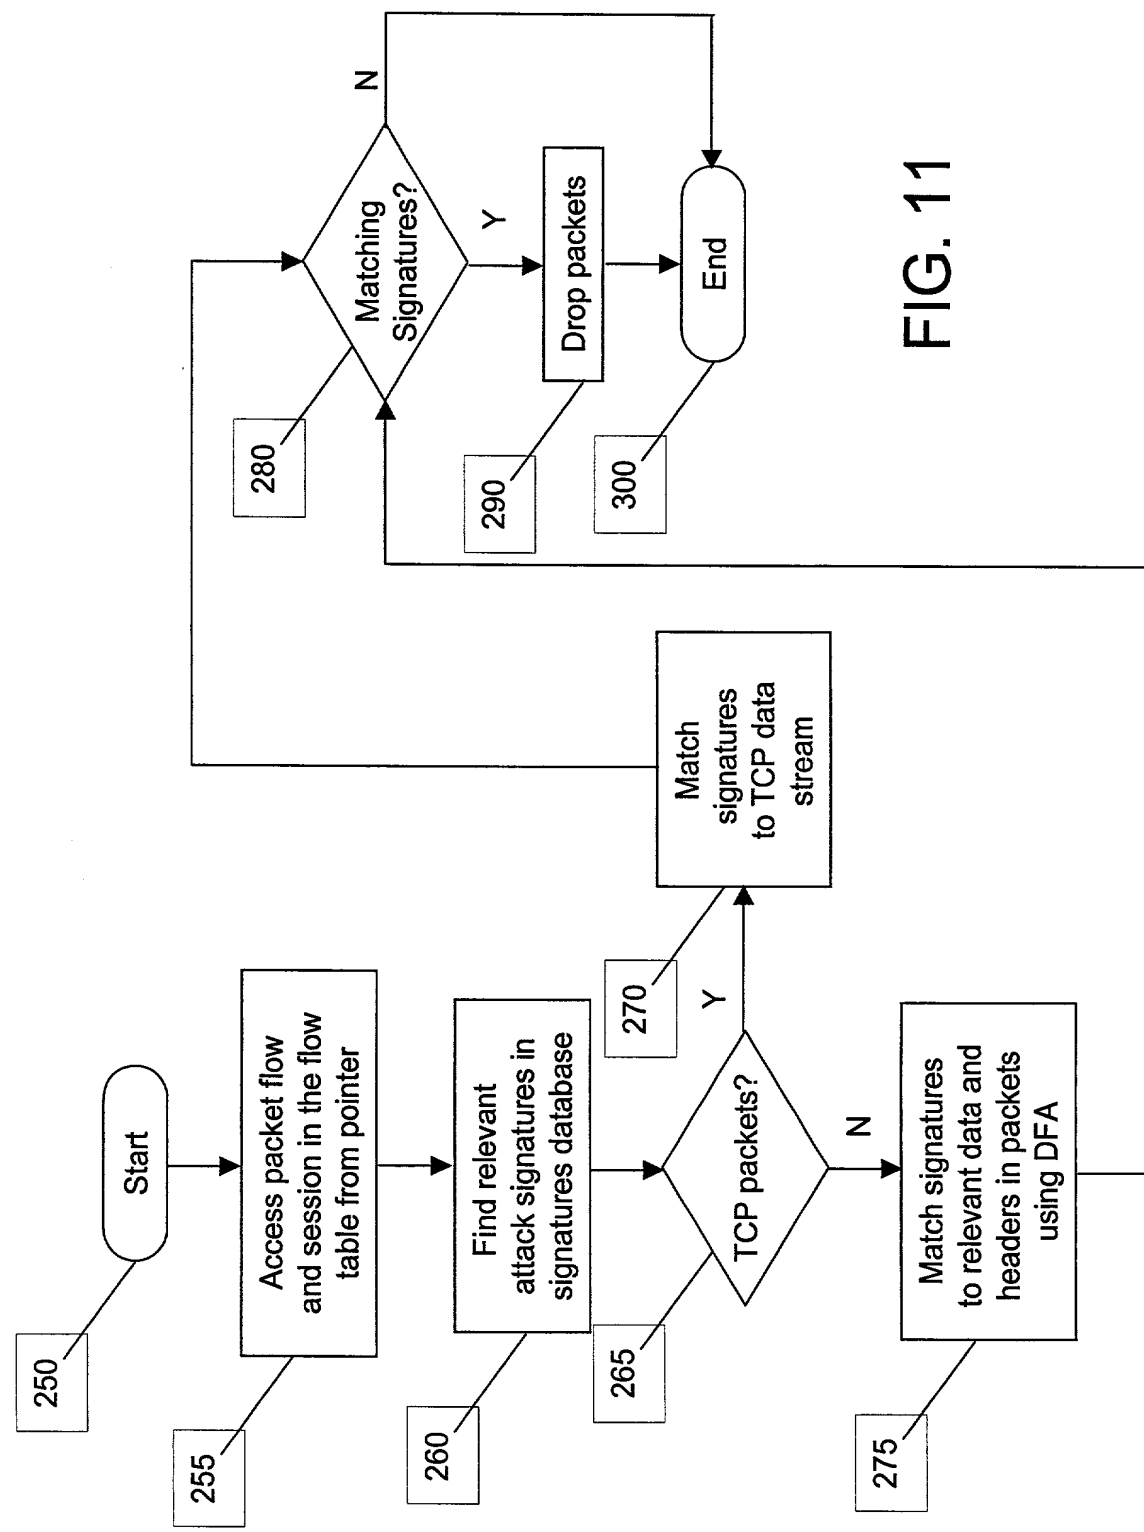 250
Start
255
Access packet flow
and session in the flow
table from pointer
260
Find relevant
attack signatures in
signatures database
265
TCP packets?
Y
N
270
Match
signatures
to TCP data
stream
275
Match signatures
to relevant data and
headers in packets
using DFA
280
Matching
Signatures?
N
Y
290
Drop packets
300
End
FIG. 11